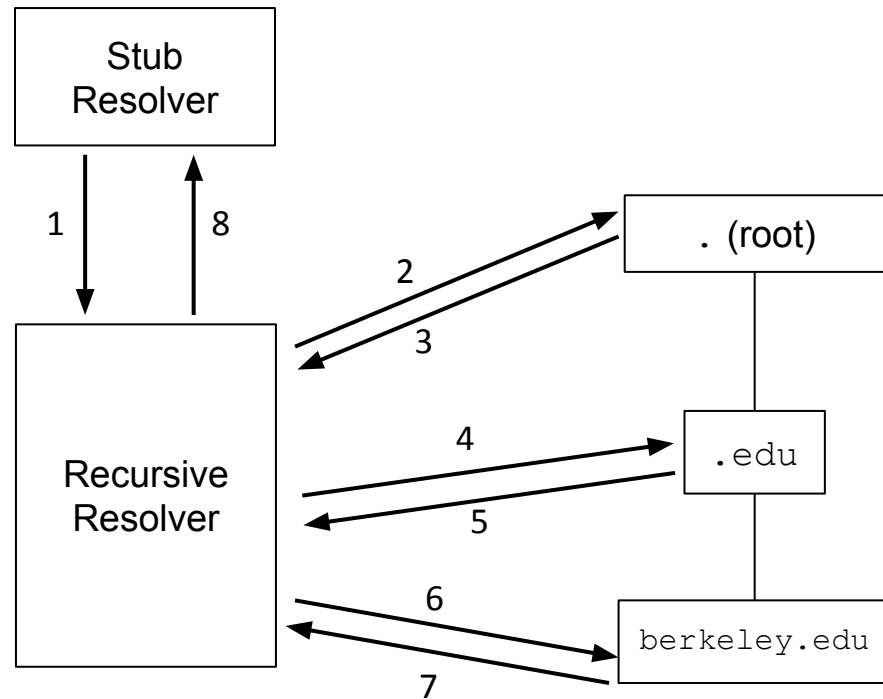 Stub
Resolver
1
8
. (root)
2
3
4
.edu
Recursive
Resolver
5
6
berkeley.edu
7